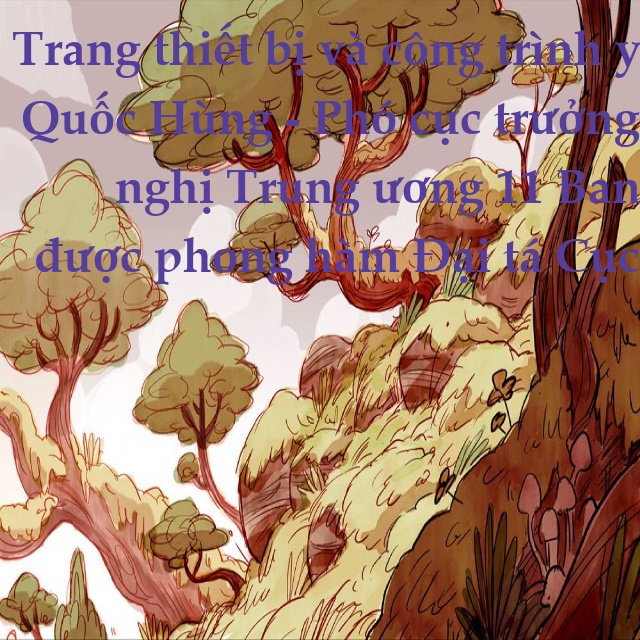 Trang thiết bị và công trình y
Quốc Hùng - Phó cục trưởng
nghị Trung ương 11 Ban
được phong hàm Đại tá Cục